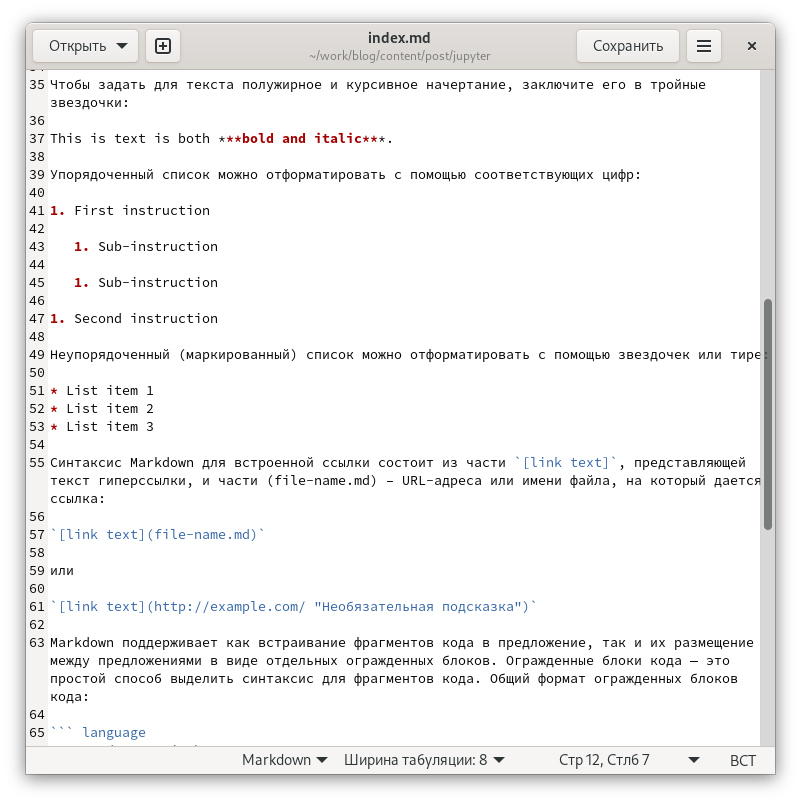 Открыть
index.md
~/work/blog/content/post/jupyter
Сохранить
35 Чтобы задать для текста полужирное и курсивное начертание, заключите его в тройные
звездочки:
36
37 This is text is both ***bold and italic***.
38
39 Упорядоченный список можно отформатировать с помощью соответствующих цифр:
40
41 1. First instruction
42
43    1. Sub-instruction
44
45    1. Sub-instruction
46
47 1. Second instruction
48
49 Неупорядоченный (маркированный) список можно отформатировать с помощью звездочек или тире:
50
51 * List item 1
52 * List item 2
53 * List item 3
54
55 Синтаксис Markdown для встроенной ссылки состоит из части `[link text]`, представляющей
текст гиперссылки, и части (file-name.md) – URL-адреса или имени файла, на который дается
ссылка:
56
57 `[link text](file-name.md)`
58
59 или
60
61 `[link text](http://example.com/ "Необязательная подсказка")`
62
63 Markdown поддерживает как встраивание фрагментов кода в предложение, так и их размещение
между предложениями в виде отдельных огражденных блоков. Огражденные блоки кода — это
простой способ выделить синтаксис для фрагментов кода. Общий формат огражденных блоков
кода:
64
65 ``` language
Markdown Ширина табуляции: 8 Стр 12, Стлб 7 ВСТ